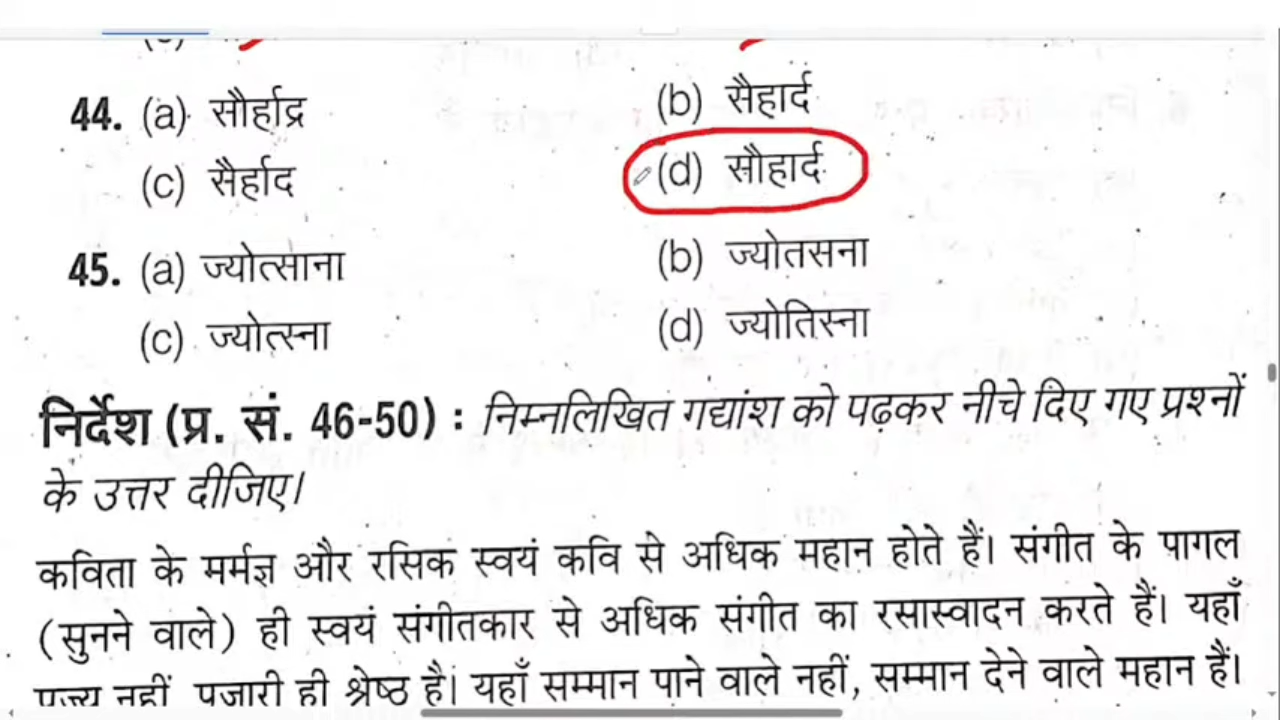 44. (a) सौर्हाद्र (b) सैहार्द
(c) सैर्हाद (d) सौहार्द
45. (a) ज्योत्साना (b) ज्योतसना
(c) ज्योत्स्ना (d) ज्योतिस्ना
निर्देश (प्र. सं. 46-50) : निम्नलिखित गद्यांश को पढ़कर नीचे दिए गए प्रश्नों
के उत्तर दीजिए।
कविता के मर्मज्ञ और रसिक स्वयं कवि से अधिक महान होते हैं। संगीत के पागल
(सुनने वाले) ही स्वयं संगीतकार से अधिक संगीत का रसास्वादन करते हैं। यहाँ
पूज्य नहीं पुजारी ही श्रेष्ठ है। यहाँ सम्मान पाने वाले नहीं, सम्मान देने वाले महान हैं।